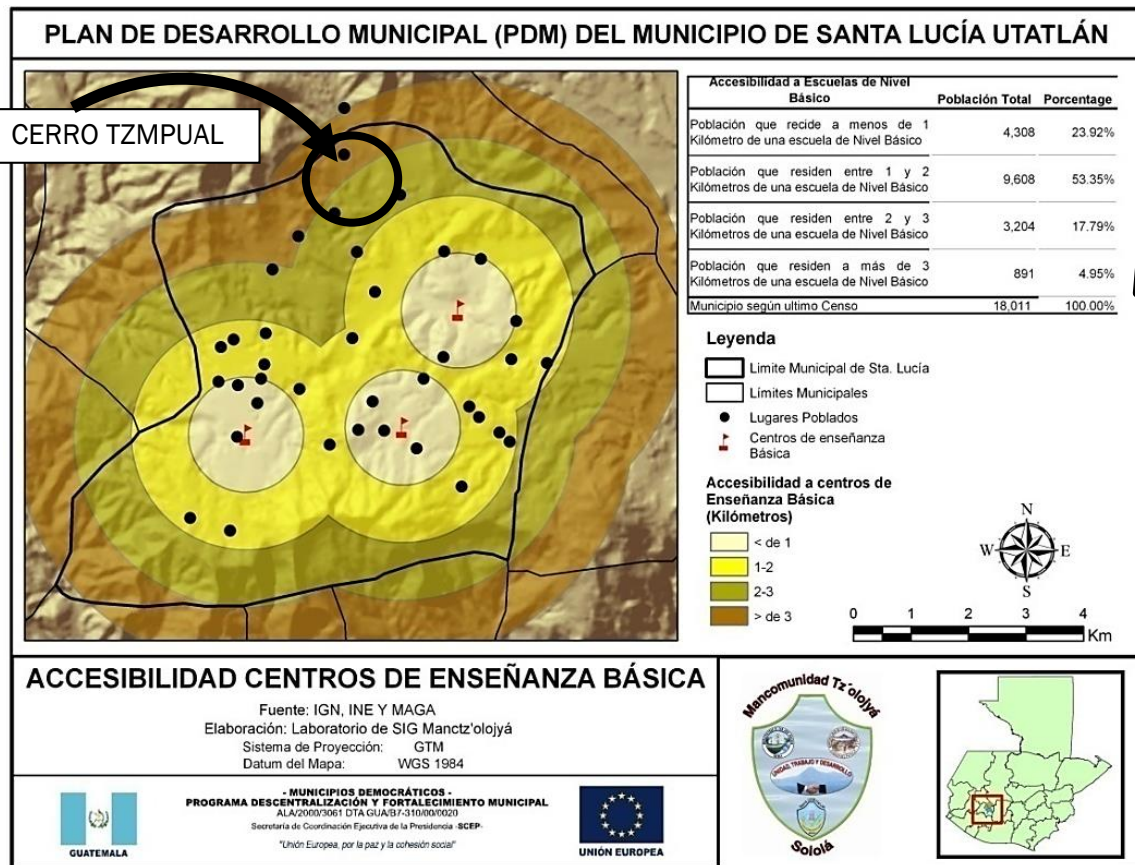 PLAN DE DESARROLLO MUNICIPAL (PDM) DEL MUNICIPIO DE SANTA LUCÍA UTATLÁN
CERRO TZMPUAL
Accesibilidad a Escuelas de Nivel
Básico
Población Total
Porcentage
Población que recide a menos de 1
Kilómetro de una escuela de Nivel Básico
4,308
23.92%
Población que residen entre 1 y 2
Kilómetros de una escuela de Nivel Básico
9,608
53.35%
Población que residen entre 2 y 3
Kilómetros de una escuela de Nivel Básico
3,204
17.79%
Población que residen a más de 3
Kilómetros de una escuela de Nivel Básico
891
4.95%
Municipio según ultimo Censo
18,011
100.00%
Leyenda
Limite Municipal de Sta. Lucía
Límites Municipales
Lugares Poblados
Centros de enseñanza
Básica
Accesibilidad a centros de
Enseñanza Básica
(Kilómetros)
< de 1
1-2
2-3
> de 3
N
W E
S
0 1 2 3 4
Km
ACCESIBILIDAD CENTROS DE ENSEÑANZA BÁSICA
Fuente: IGN, INE Y MAGA
Elaboración: Laboratorio de SIG Manctz'olojyá
Sistema de Proyección: GTM
Datum del Mapa: WGS 1984
GUATEMALA
- MUNICIPIOS DEMOCRÁTICOS -
PROGRAMA DESCENTRALIZACIÓN Y FORTALECIMIENTO MUNICIPAL
ALA/2000/3061 DTA GUA/B7-310/00/0020
Secretaría de Coordinación Ejecutiva de la Presidencia -SCEP-
"Unión Europea, por la paz y la cohesión social"
UNIÓN EUROPEA
Mancomunidad Tz´olojyá
UNIDAD, TRABAJO Y DESARROLLO
Sololá